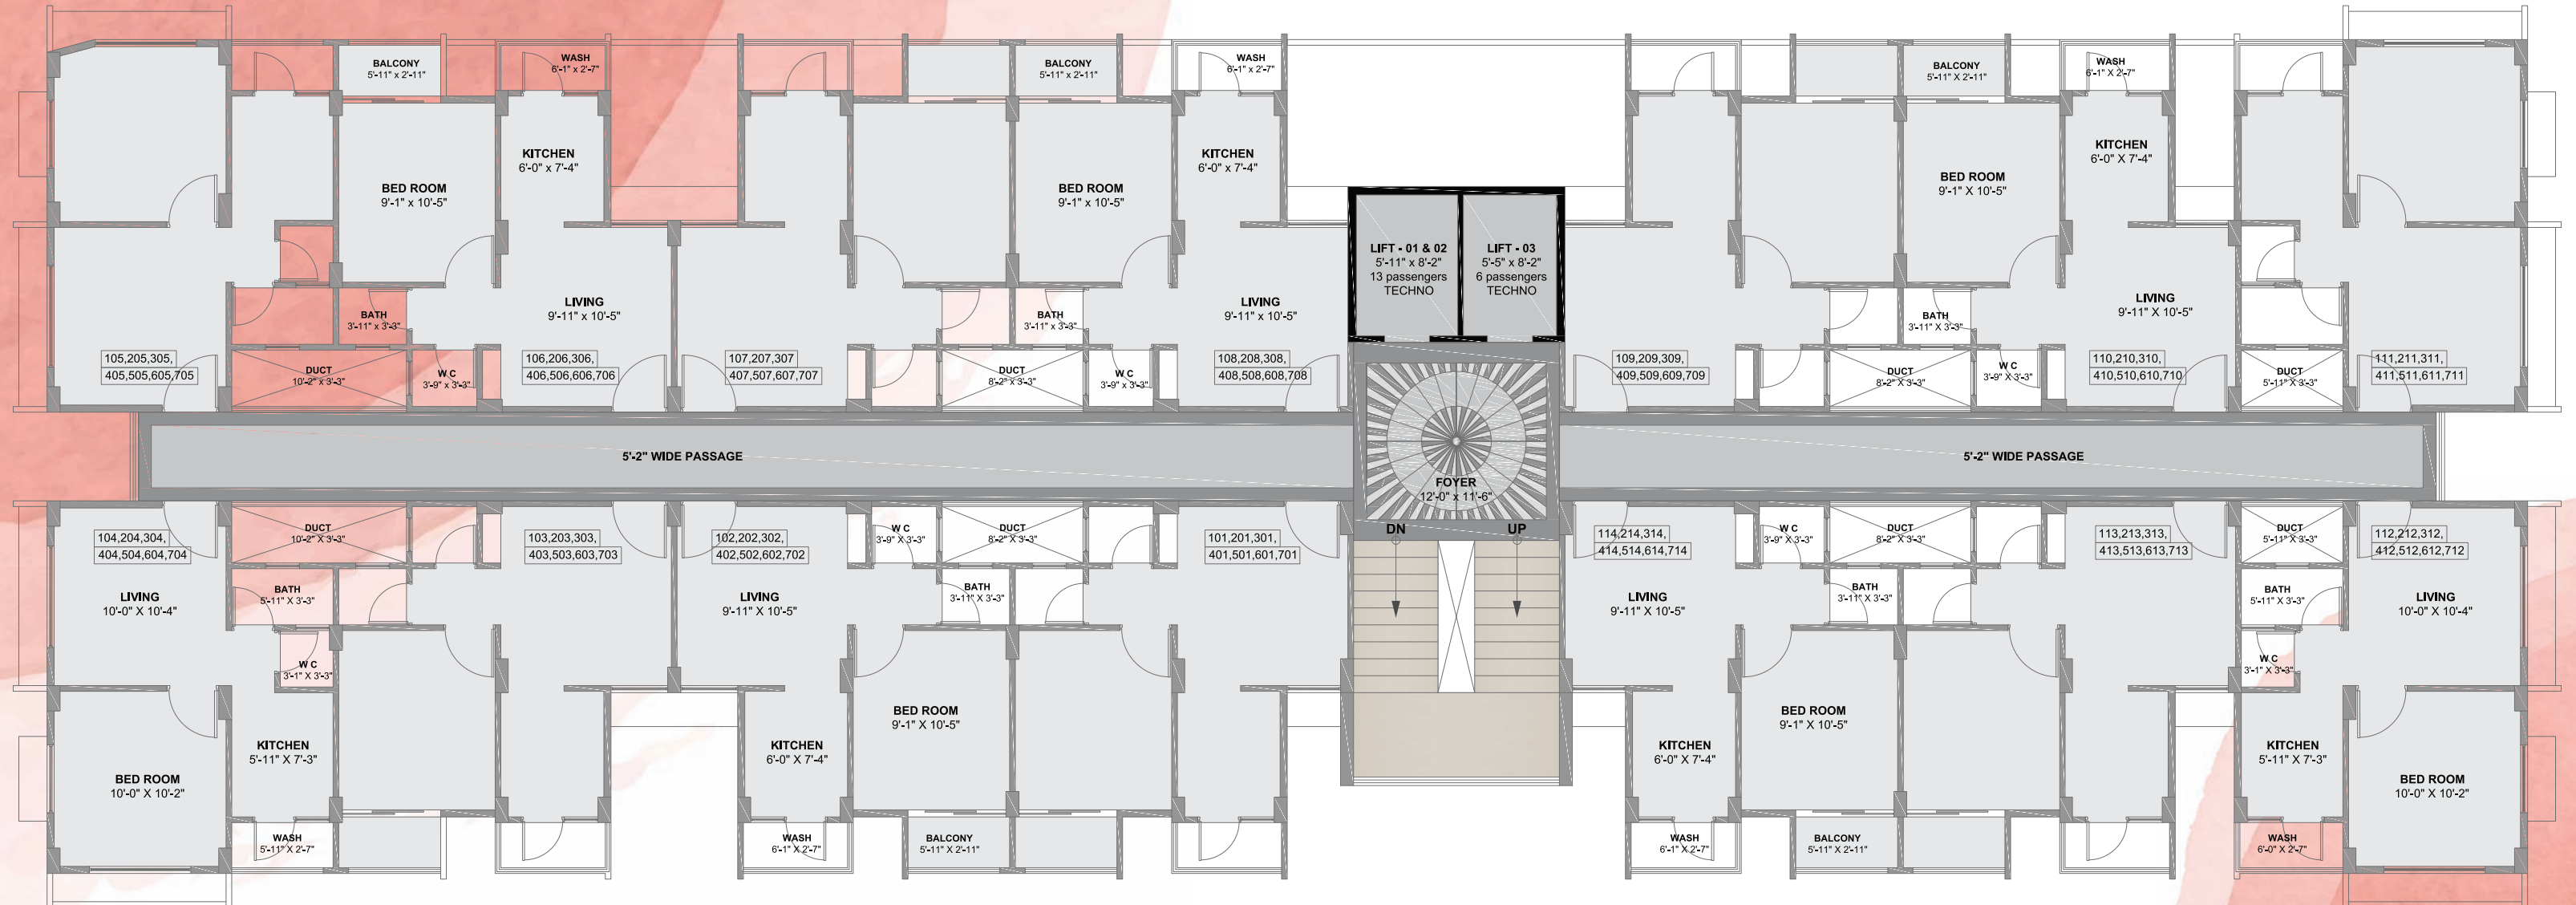 BALCONY
5'-11" x 2'-11"
WASH
6'-1" x 2'-7"
BALCONY
5'-11" x 2'-11"
WASH
6'-1" x 2'-7"
BALCONY
5'-11" X 2'-11"
WASH
6'-1" X 2'-7"
KITCHEN
6'-0" x 7'-4"
BED ROOM
9'-1" x 10'-5"
KITCHEN
6'-0" x 7'-4"
BED ROOM
9'-1" x 10'-5"
KITCHEN
6'-0" X 7'-4"
BED ROOM
9'-1" X 10'-5"
LIFT - 01 & 02
5'-11" x 8'-2"
13 passengers
TECHNO
LIFT - 03
5'-5" x 8'-2"
6 passengers
TECHNO
BATH
3'-11" x 3'-3"
LIVING
9'-11" x 10'-5"
BATH
3'-11" x 3'-3"
LIVING
9'-11" x 10'-5"
BATH
3'-11" X 3'-3"
LIVING
9'-11" X 10'-5"
105,205,305,
405,505,605,705
DUCT
10'-2" x 3'-3"
W C
3'-9" x 3'-3"
106,206,306,
406,506,606,706
107,207,307
407,507,607,707
DUCT
8'-2" X 3'-3"
W C
3'-9" x 3'-3"
108,208,308,
408,508,608,708
109,209,309,
409,509,609,709
DUCT
8'-2" X 3'-3"
W C
3'-9" X 3'-3"
110,210,310,
410,510,610,710
DUCT
5'-11" X 3'-3"
111,211,311,
411,511,611,711
5'-2" WIDE PASSAGE
5'-2" WIDE PASSAGE
FOYER
12'-0" x 11'-6"
DN
UP
104,204,304,
404,504,604,704
DUCT
10'-2" X 3'-3"
103,203,303,
403,503,603,703
102,202,302,
402,502,602,702
W C
3'-9" X 3'-3"
DUCT
8'-2" X 3'-3"
101,201,301,
401,501,601,701
114,214,314,
414,514,614,714
W C
3'-9" X 3'-3"
DUCT
8'-2" X 3'-3"
113,213,313,
413,513,613,713
DUCT
5'-11" X 3'-3"
112,212,312,
412,512,612,712
LIVING
10'-0" X 10'-4"
BATH
5'-11" X 3'-3"
LIVING
9'-11" X 10'-5"
BATH
3'-11" X 3'-3"
LIVING
9'-11" X 10'-5"
BATH
3'-11" X 3'-3"
BATH
5'-11" X 3'-3"
LIVING
10'-0" X 10'-4"
W C
3'-1" X 3'-3"
W C
3'-1" X 3'-3"
BED ROOM
10'-0" X 10'-2"
KITCHEN
5'-11" X 7'-3"
KITCHEN
6'-0" X 7'-4"
BED ROOM
9'-1" X 10'-5"
KITCHEN
6'-0" X 7'-4"
BED ROOM
9'-1" X 10'-5"
KITCHEN
5'-11" X 7'-3"
BED ROOM
10'-0" X 10'-2"
WASH
5'-11" X 2'-7"
WASH
6'-1" X 2'-7"
BALCONY
5'-11" X 2'-11"
WASH
6'-1" X 2'-7"
BALCONY
5'-11" X 2'-11"
WASH
6'-0" X 2'-7"